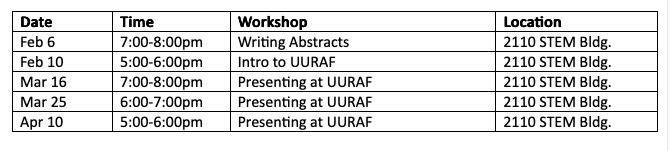 Date Time Workshop Location
Feb 6 7:00-8:00pm Writing Abstracts 2110 STEM Bldg.
Feb 10 5:00-6:00pm Intro to UURAF 2110 STEM Bldg.
Mar 16 7:00-8:00pm Presenting at UURAF 2110 STEM Bldg.
Mar 25 6:00-7:00pm Presenting at UURAF 2110 STEM Bldg.
Apr 10 5:00-6:00pm Presenting at UURAF 2110 STEM Bldg.